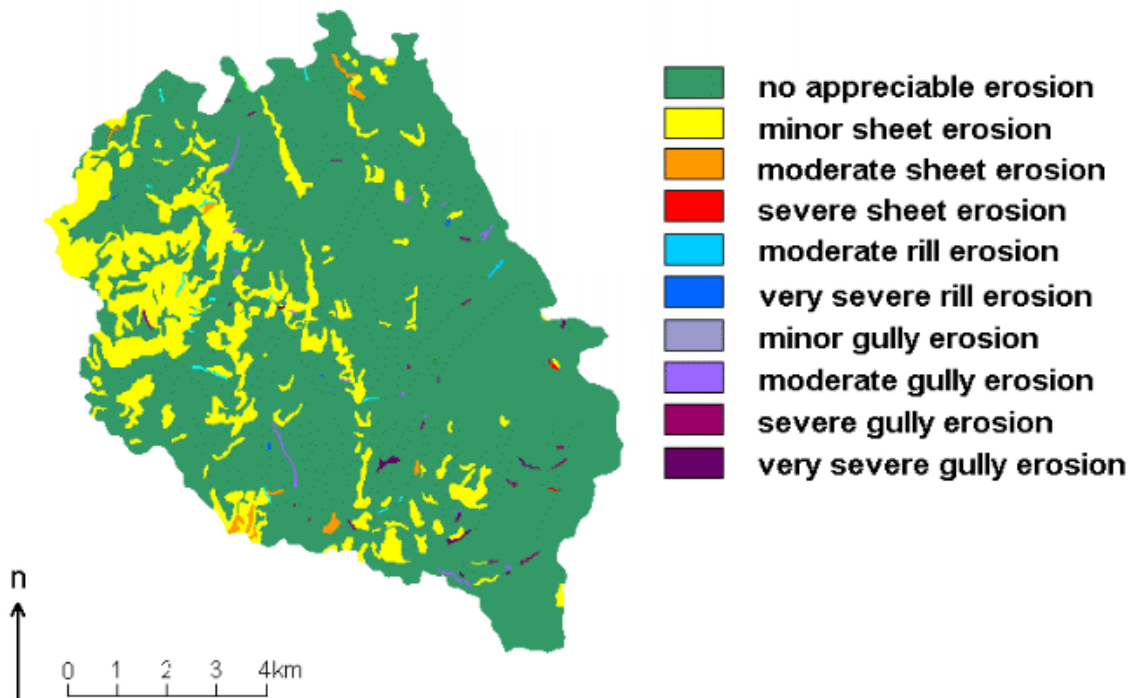 no appreciable erosion
minor sheet erosion
moderate sheet erosion
severe sheet erosion
moderate rill erosion
very severe rill erosion
minor gully erosion
moderate gully erosion
severe gully erosion
very severe gully erosion
n
0 1 2 3 4km